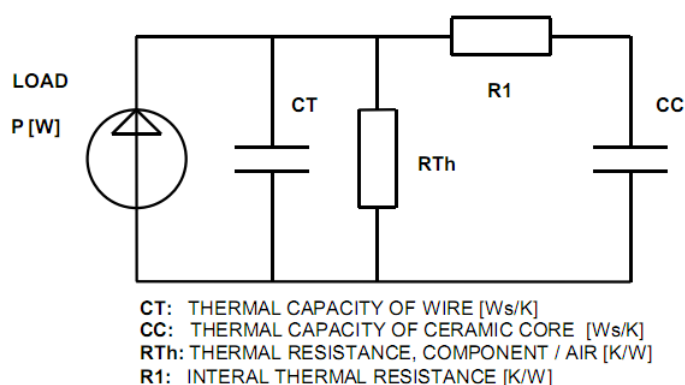 LOAD
P [W]
CT
RTh
R1
CC
CT: THERMAL CAPACITY OF WIRE [Ws/K]
CC: THERMAL CAPACITY OF CERAMIC CORE [Ws/K]
RTh: THERMAL RESISTANCE, COMPONENT / AIR [K/W]
R1: INTERAL THERMAL RESISTANCE [K/W]